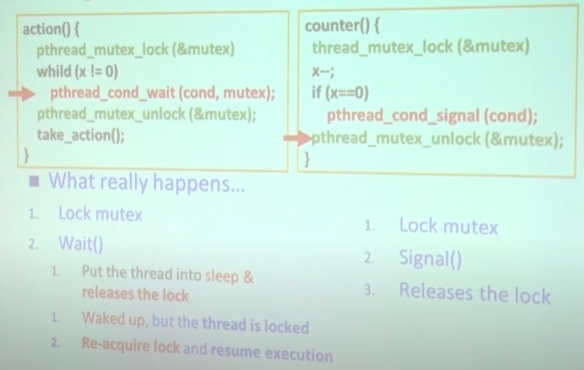 action() {
pthread_mutex_lock (&mutex)
whild (x != 0)
pthread_cond_wait (cond, mutex);
pthread_mutex_unlock (&mutex);
take_action();
}
counter() {
thread_mutex_lock (&mutex)
x--;
if (x==0)
pthread_cond_signal (cond);
pthread_mutex_unlock (&mutex);
}
What really happens...
1. Lock mutex
2. Wait()
1. Put the thread into sleep &
releases the lock
1. Waked up, but the thread is locked
2. Re-acquire lock and resume execution
1. Lock mutex
2. Signal()
3. Releases the lock